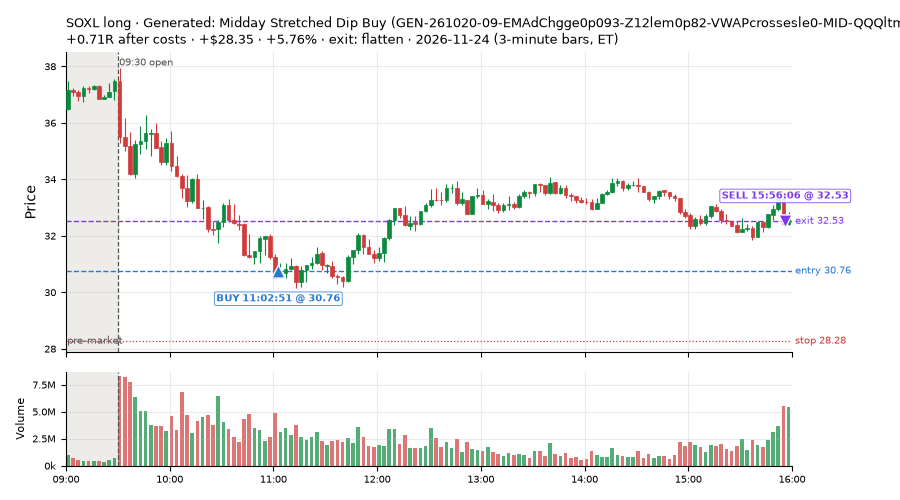 SOXL long · Generated: Midday Stretched Dip Buy (GEN-261020-09-EMAdChgge0p093-Z12lem0p82-VWAPcrossesle0-MID-QQQltm
+0.71R after costs · +$28.35 · +5.76% · exit: flatten · 2026-11-24 (3-minute bars, ET)
09:30 open
38
36
34
32
30
28
Price
SELL 15:56:06 @ 32.53
exit 32.53
entry 30.76
BUY 11:02:51 @ 30.76
pre-market
stop 28.28
7.5M
5.0M
2.5M
0k
Volume
09:00
10:00
11:00
12:00
13:00
14:00
15:00
16:00